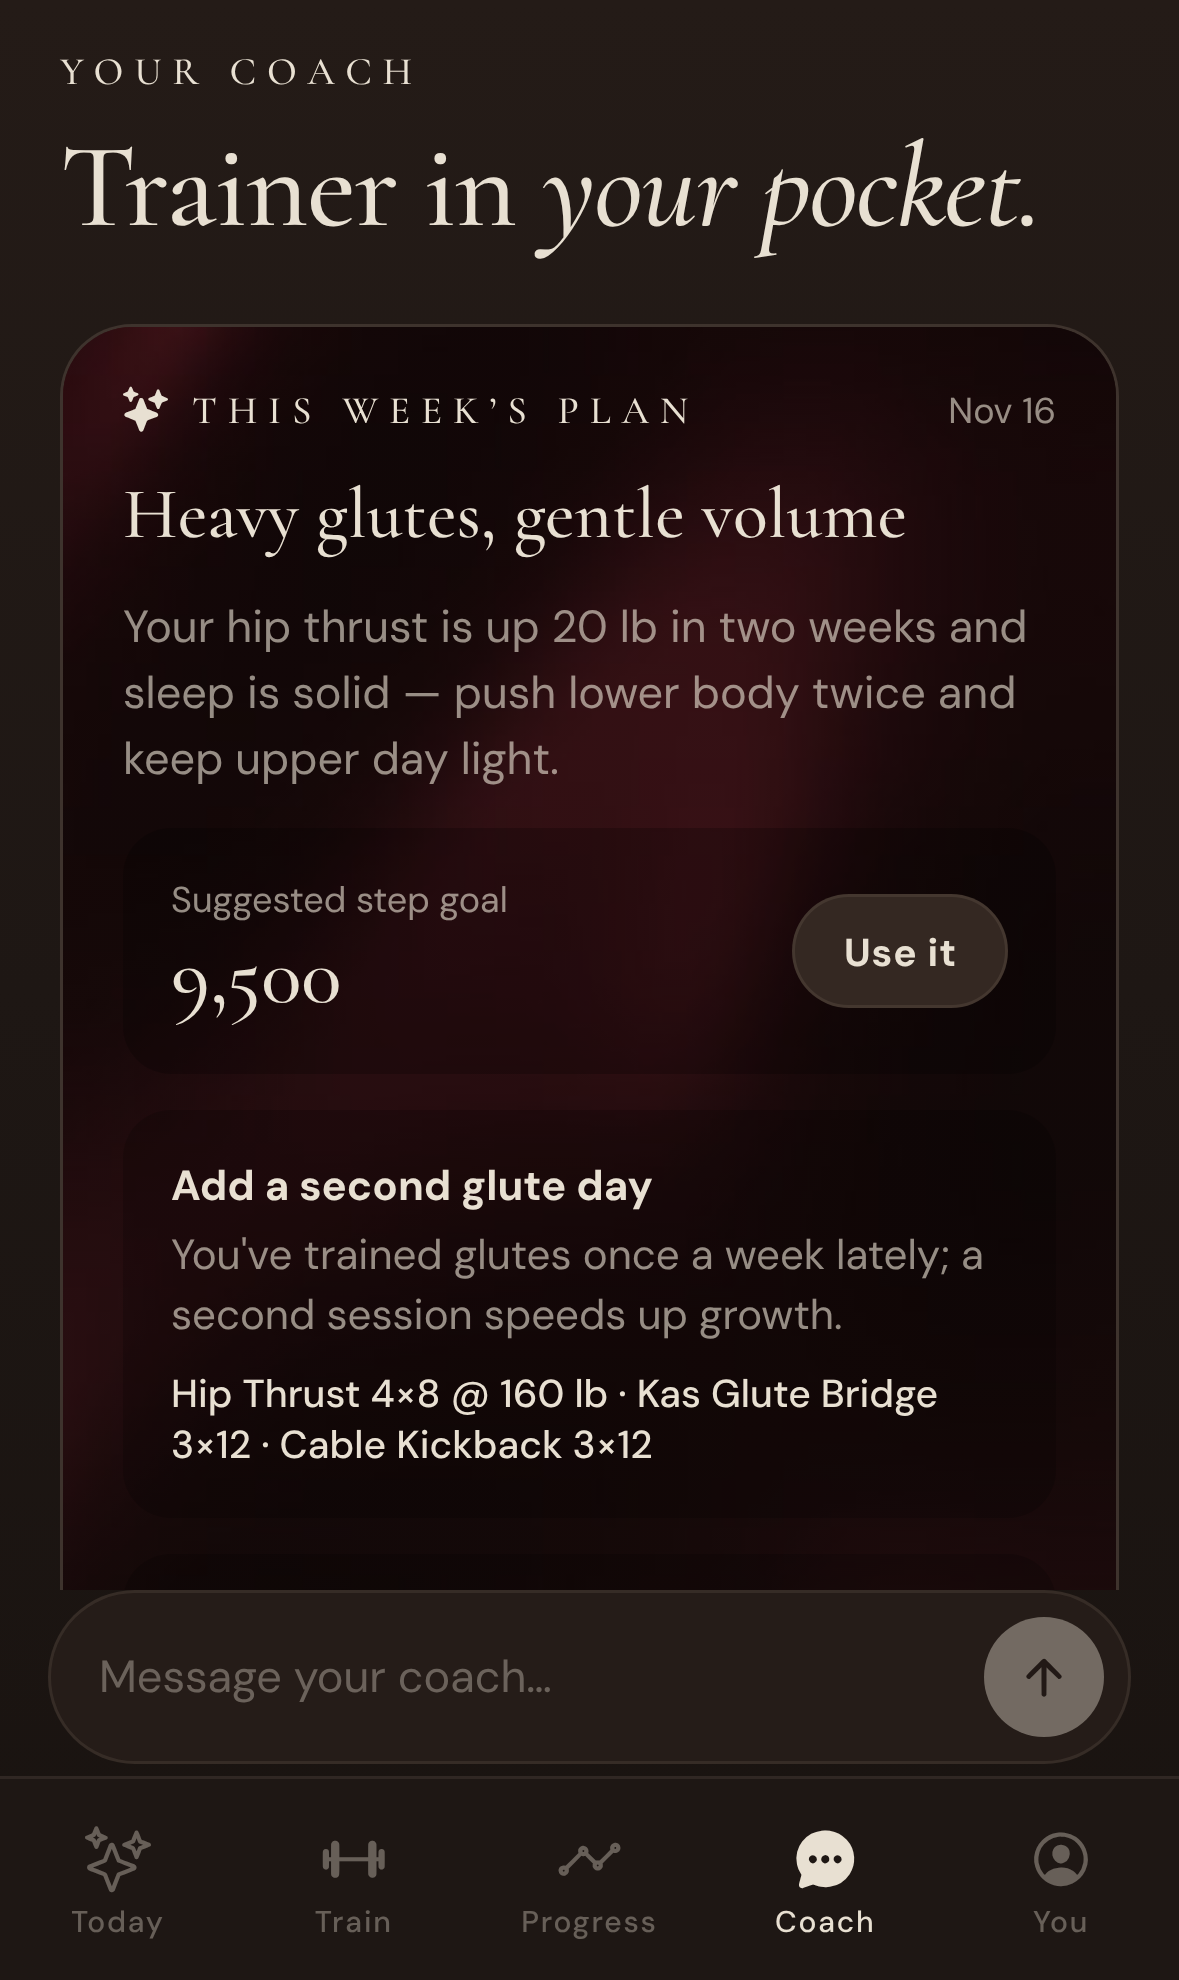 YOUR COACH
Trainer in your pocket.
THIS WEEK’S PLAN
Nov 16
Heavy glutes, gentle volume
Your hip thrust is up 20 lb in two weeks and
sleep is solid — push lower body twice and
keep upper day light.
Suggested step goal
9,500
Use it
Add a second glute day
You've trained glutes once a week lately; a
second session speeds up growth.
Hip Thrust 4×8 @ 160 lb · Kas Glute Bridge
3×12 · Cable Kickback 3×12
Message your coach...
Today
Train
Progress
Coach
You